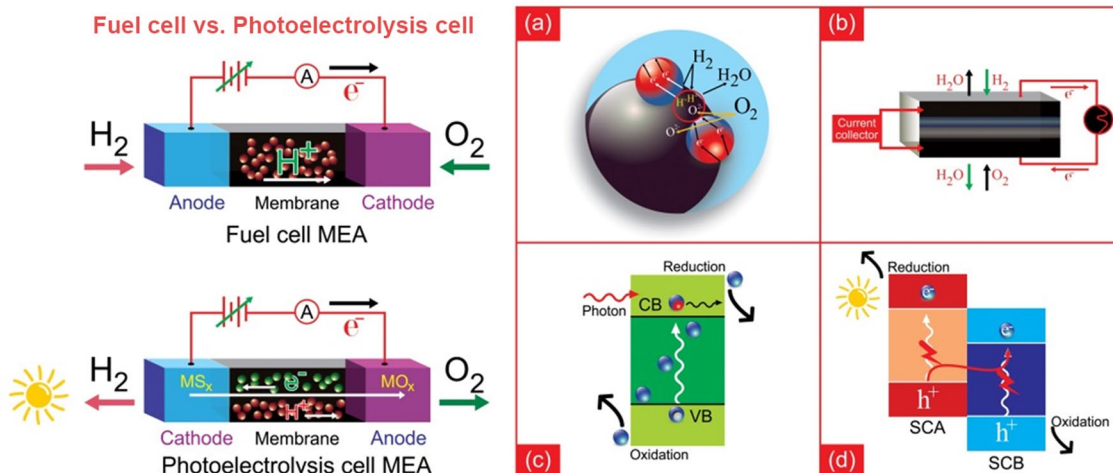 Fuel cell vs. Photoelectrolysis cell
A
e⁻
H₂
O₂
H⁺
Anode
Membrane
Cathode
Fuel cell MEA
A
e⁻
H₂
O₂
MSₓ
e⁻
MOₓ
H⁺
Cathode
Membrane
Anode
Photoelectrolysis cell MEA
(a)
H₂
H₂O
e⁻ e⁻
H⁺ H⁺
O₂
O₂
(b)
H₂O
H₂
e⁻
Current
collector
H₂O
O₂
e⁻
Reduction
CB
Photon
VB
Oxidation
(c)
Reduction
e⁻
e⁻
h⁺
SCA
h⁺
Oxidation
SCB
(d)